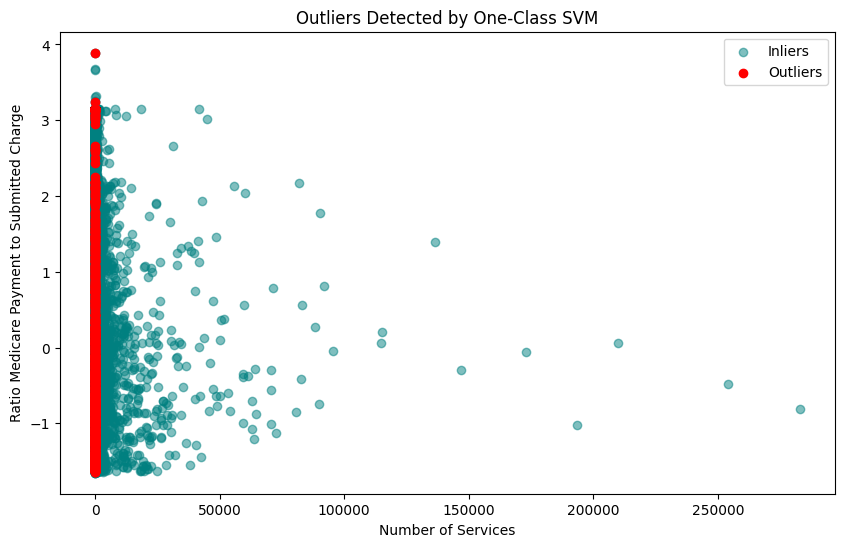 Outliers Detected by One-Class SVM
Inliers
Outliers
Ratio Medicare Payment to Submitted Charge
4
3
2
1
0
−1
0
50000
100000
150000
200000
250000
Number of Services